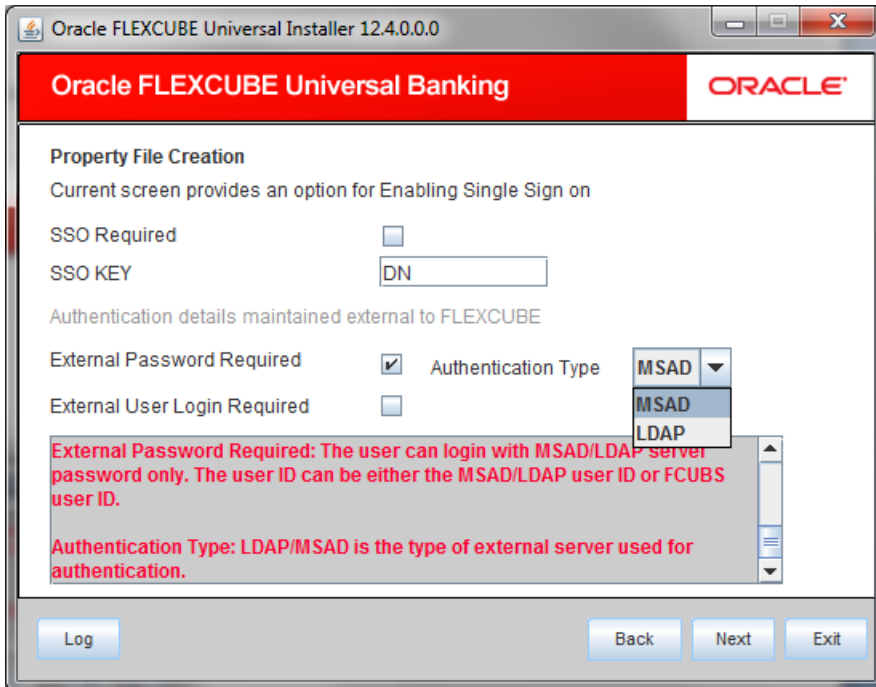 Oracle FLEXCUBE Universal Installer 12.4.0.0.0
Oracle FLEXCUBE Universal Banking
ORACLE
Property File Creation
Current screen provides an option for Enabling Single Sign on
SSO Required
SSO KEY
DN
Authentication details maintained external to FLEXCUBE
External Password Required
Authentication Type
MSAD
MSAD
LDAP
External User Login Required
External Password Required: The user can login with MSAD/LDAP server
password only. The user ID can be either the MSAD/LDAP user ID or FCUBS
user ID.
Authentication Type: LDAP/MSAD is the type of external server used for
authentication.
Log
Back
Next
Exit